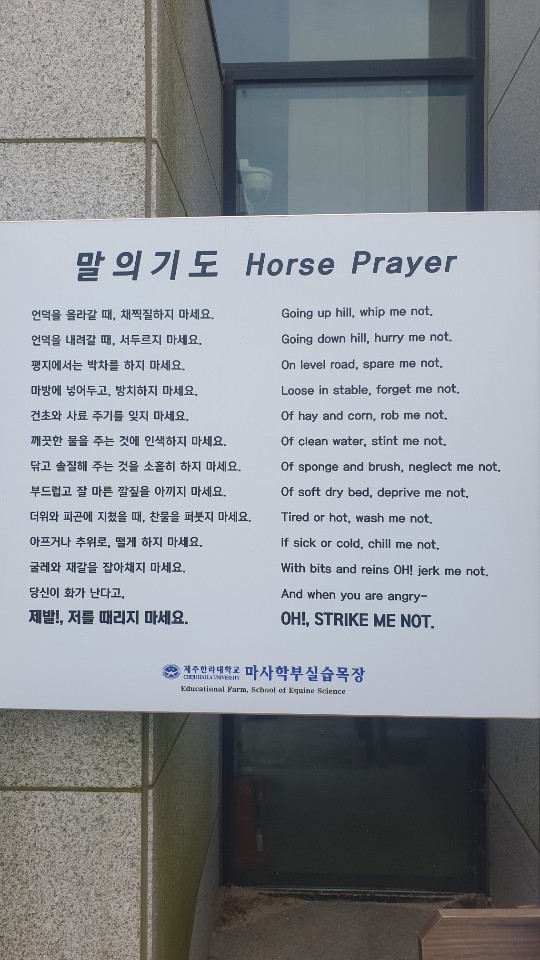 말의기도 Horse Prayer
언덕을 올라갈 때, 채찍질하지 마세요.
언덕을 내려갈 때, 서두르지 마세요.
평지에서는 박차를 하지 마세요.
마방에 넣어두고, 방치하지 마세요.
건초와 사료 주기를 잊지 마세요.
깨끗한 물을 주는 것에 인색하지 마세요.
닦고 솔질해 주는 것을 소홀히 하지 마세요.
부드럽고 잘 마른 깔짚을 아끼지 마세요.
더위와 피곤에 지쳤을 때, 찬물을 퍼붓지 마세요.
아프거나 추위로, 떨게 하지 마세요.
굴레와 재갈을 잡아채지 마세요.
당신이 화가 난다고,
제발!, 저를 때리지 마세요.
Going up hill, whip me not.
Going down hill, hurry me not.
On level road, spare me not.
Loose in stable, forget me not.
Of hay and corn, rob me not.
Of clean water, stint me not.
Of sponge and brush, neglect me not.
Of soft dry bed, deprive me not.
Tired or hot, wash me not.
If sick or cold, chill me not.
With bits and reins OH! jerk me not.
And when you are angry-
OH!, STRIKE ME NOT.
제주한라대학교 마사학부실습목장
CHEJU HALLA UNIVERSITY
Educational Farm, School of Equine Science